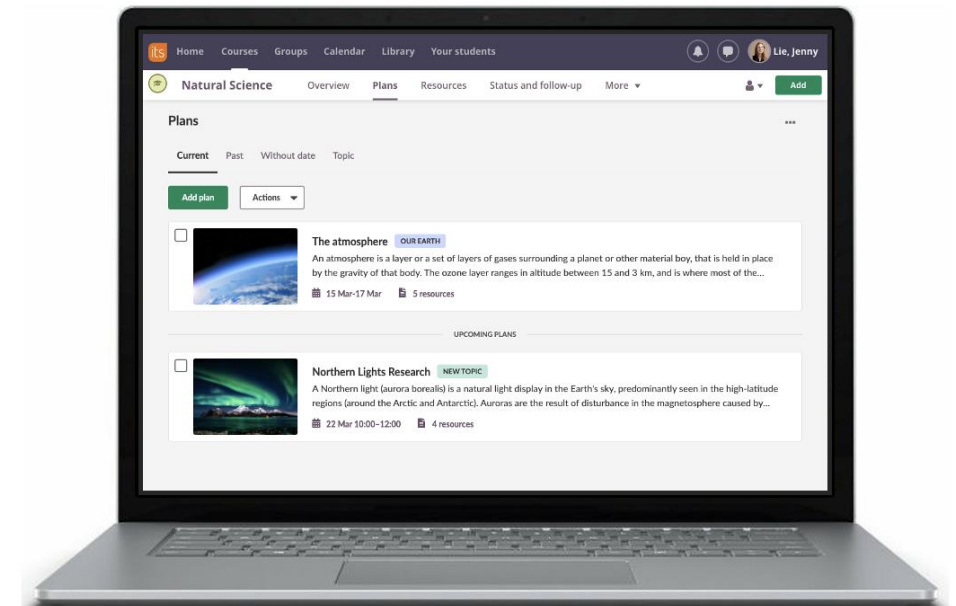 its Home Courses Groups Calendar Library Your students Lie, Jenny
Natural Science Overview Plans Resources Status and follow-up More Add
Plans
Current Past Without date Topic
Add plan Actions
The atmosphere OUR EARTH
An atmosphere is a layer or a set of layers of gases surrounding a planet or other material boy, that is held in place
by the gravity of that body. The ozone layer ranges in altitude between 15 and 3 km, and is where most of the...
15 Mar-17 Mar 5 resources
UPCOMING PLANS
Northern Lights Research NEW TOPIC
A Northern light (aurora borealis) is a natural light display in the Earth's sky, predominantly seen in the high-latitude
regions (around the Arctic and Antarctic). Auroras are the result of disturbance in the magnetosphere caused by...
22 Mar 10:00–12:00 4 resources